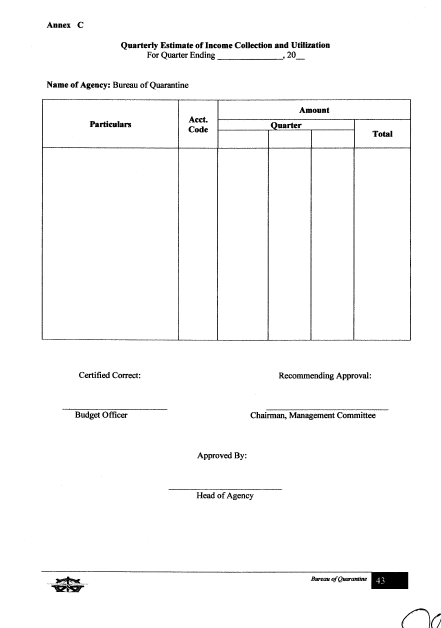 Annex C
Quarterly Estimate of Income Collection and Utilization
For Quarter Ending _______________, 20__
Name of Agency: Bureau of Quarantine
Particulars
Acct. Code
Amount
Quarter
Total
Certified Correct:
Recommending Approval:
Budget Officer
Chairman, Management Committee
Approved By:
Head of Agency
Bureau of Quarantine
43